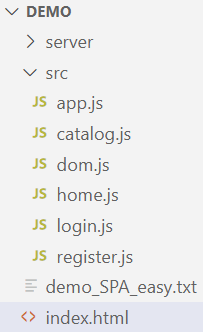 DEMO
server
src
JS app.js
JS catalog.js
JS dom.js
JS home.js
JS login.js
JS register.js
demo_SPA_easy.txt
<> index.html